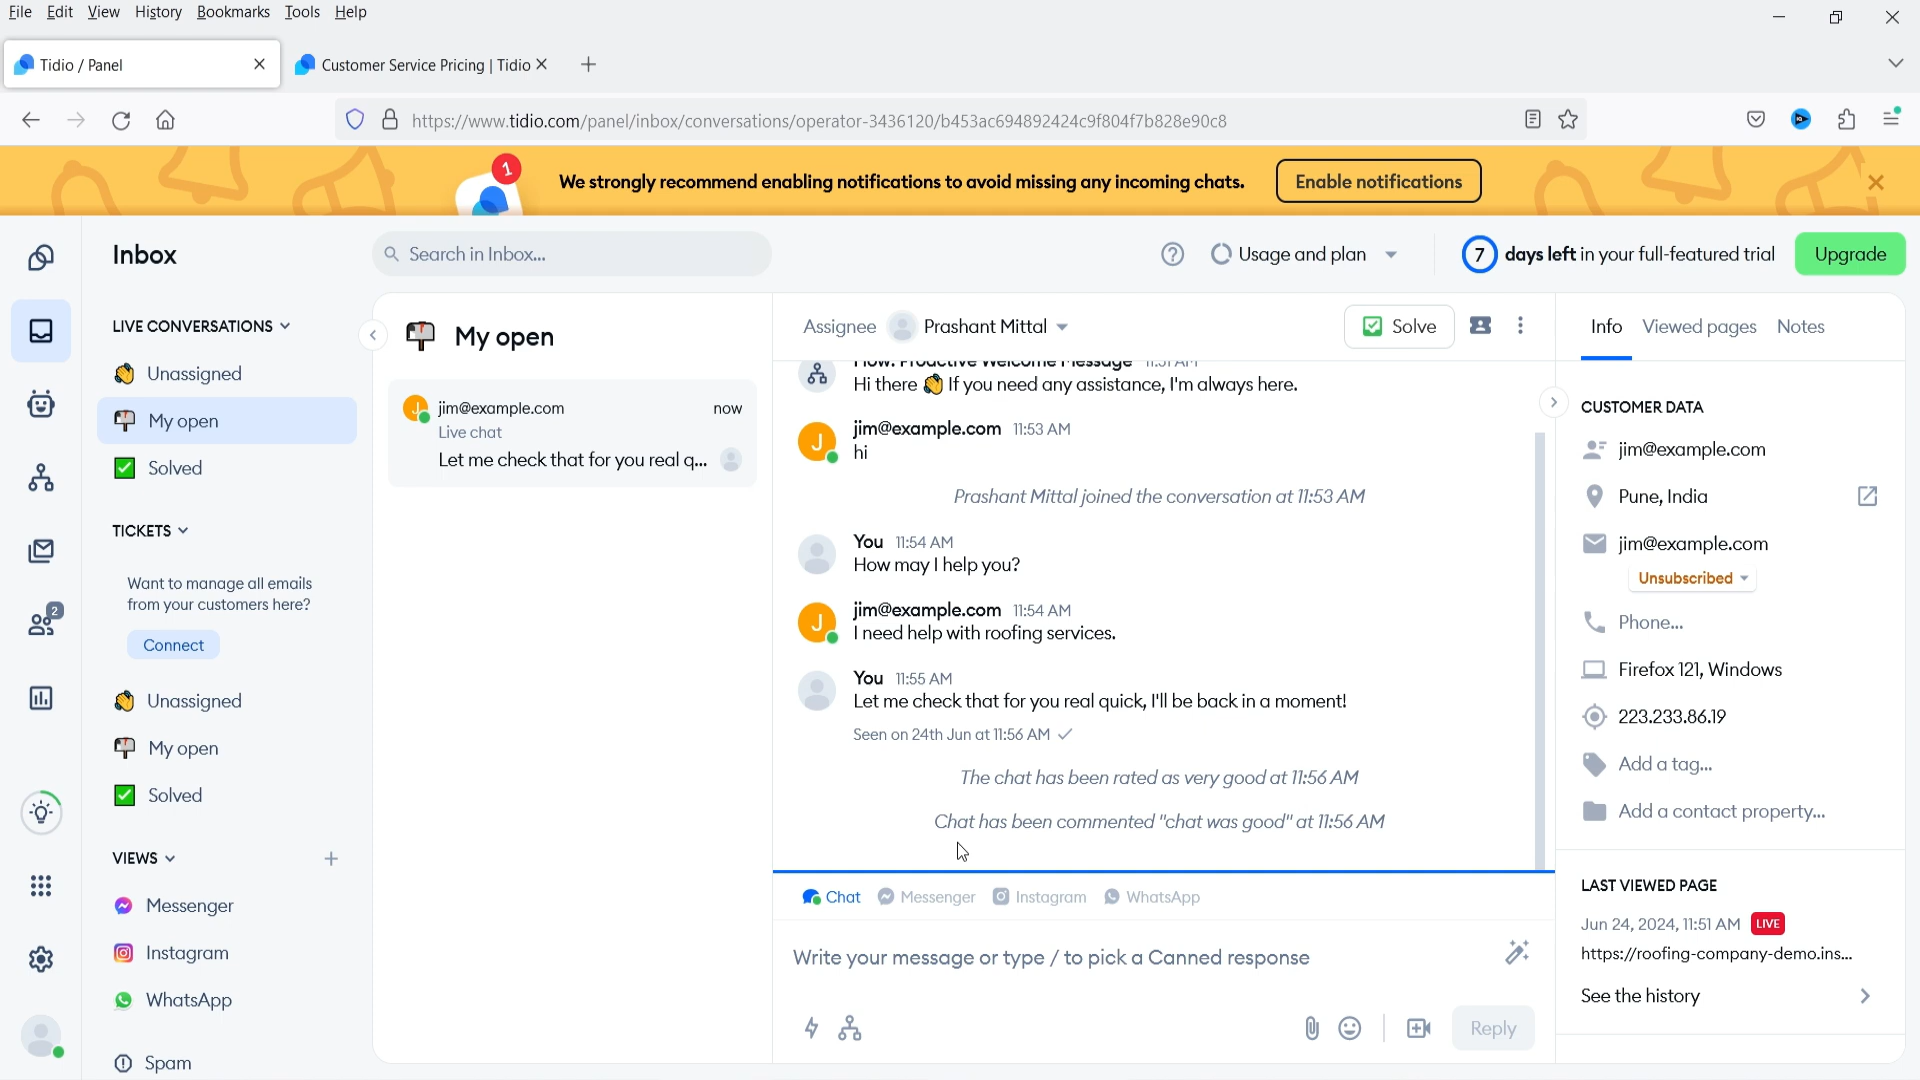 File Edit View History Bookmarks Tools Help
Tidio / Panel
Customer Service Pricing | Tidio
https://www.tidio.com/panel/inbox/conversations/operator-3436120/b453ac694892424c9f804f7b828e90c8
1
We strongly recommend enabling notifications to avoid missing any incoming chats.
Enable notifications
Inbox
Search in Inbox...
Usage and plan
7 days left in your full-featured trial
Upgrade
LIVE CONVERSATIONS
Unassigned
My open
Solved
TICKETS
Want to manage all emails
from your customers here?
Connect
2
Unassigned
My open
Solved
VIEWS
Messenger
Instagram
WhatsApp
Spam
My open
J
jim@example.com now
Live chat
Let me check that for you real q...
Assignee Prashant Mittal
Solve
Flow: Proactive Welcome Message 11:51 AM
Hi there 👋 If you need any assistance, I'm always here.
J
jim@example.com 11:53 AM
hi
Prashant Mittal joined the conversation at 11:53 AM
You 11:54 AM
How may I help you?
J
jim@example.com 11:54 AM
I need help with roofing services.
You 11:55 AM
Let me check that for you real quick, I'll be back in a moment!
Seen on 24th Jun at 11:56 AM
The chat has been rated as very good at 11:56 AM
Chat has been commented "chat was good" at 11:56 AM
Chat Messenger Instagram WhatsApp
Write your message or type / to pick a Canned response
Reply
Info Viewed pages Notes
CUSTOMER DATA
jim@example.com
Pune, India
jim@example.com
Unsubscribed
Phone...
Firefox 121, Windows
223.233.86.19
Add a tag...
Add a contact property...
LAST VIEWED PAGE
Jun 24, 2024, 11:51 AM LIVE
https://roofing-company-demo.ins...
See the history